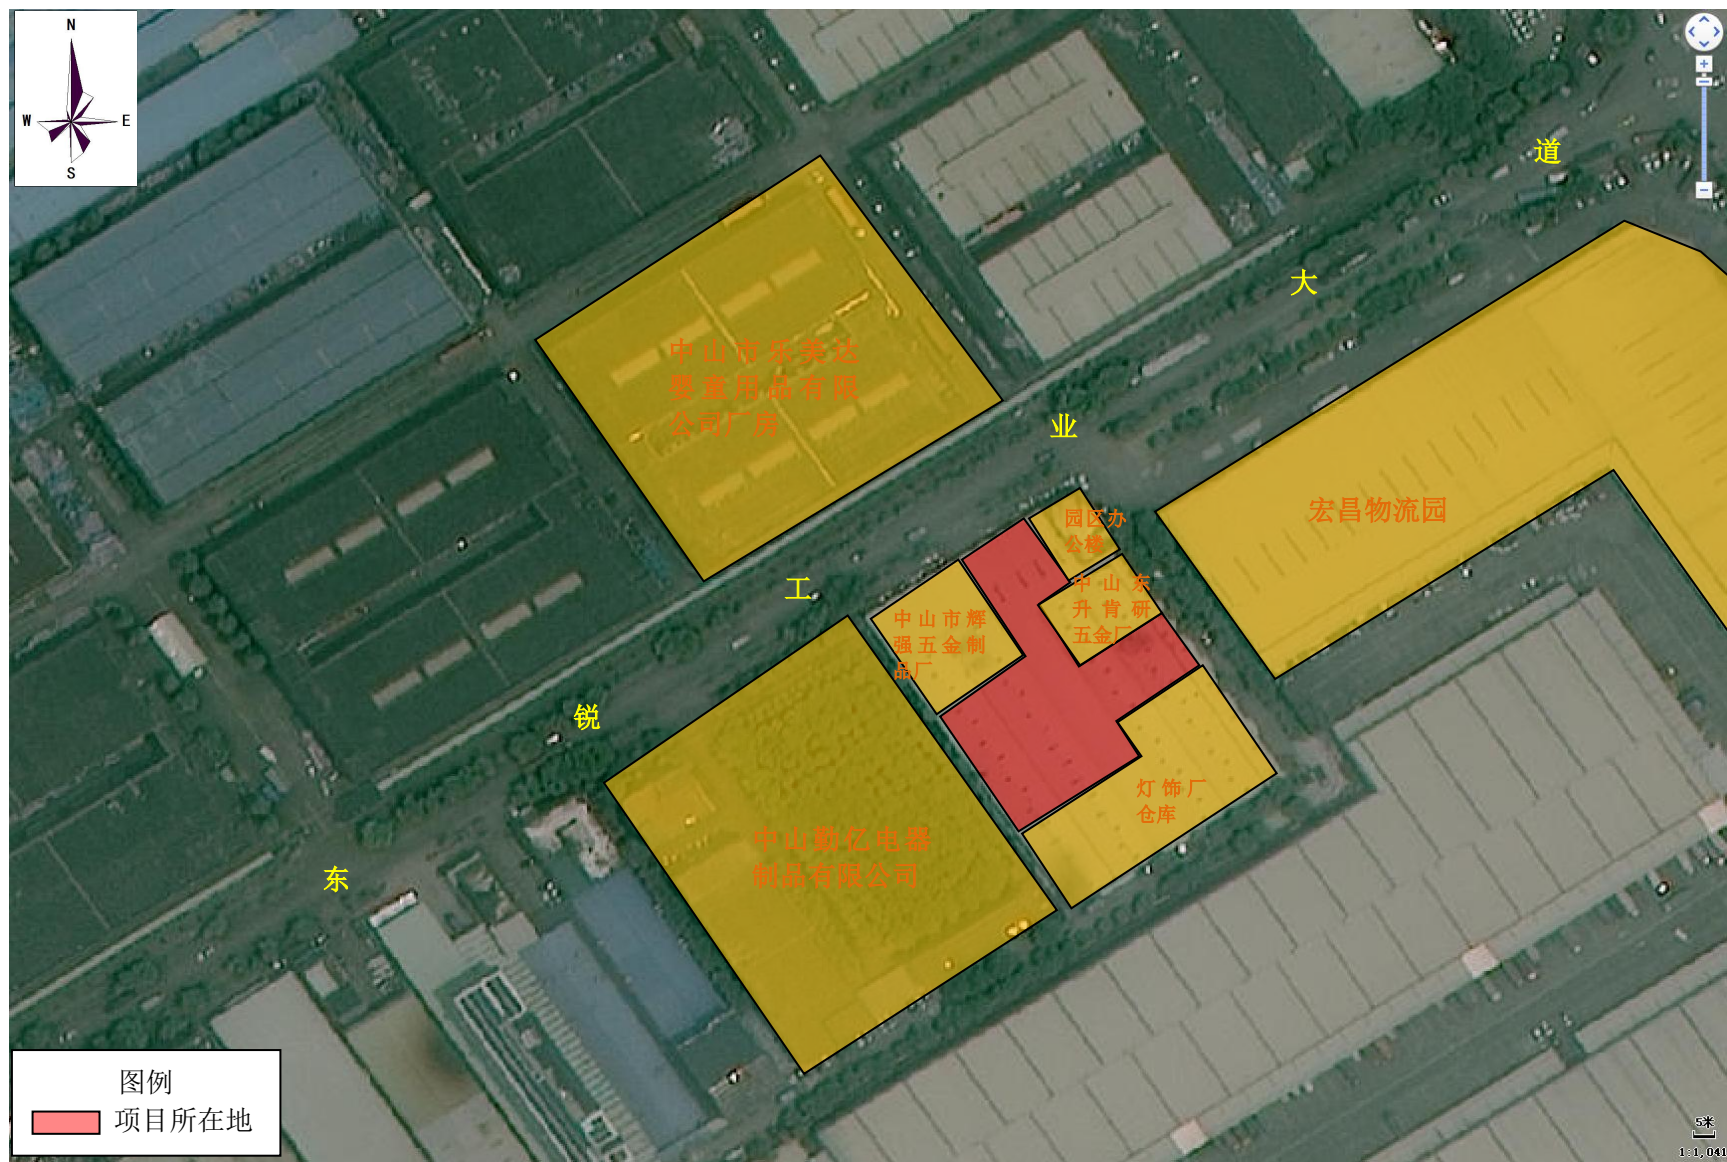 N
W
E
S
道
大
业
工
锐
东
中山市乐美达
婴童用品有限
公司厂房
宏昌物流园
园区办
公楼
中山东
升肯研
五金厂
中山市辉
强五金制
品厂
灯饰厂
仓库
中山勤亿电器
制品有限公司
图例
项目所在地
5米
1:1,041